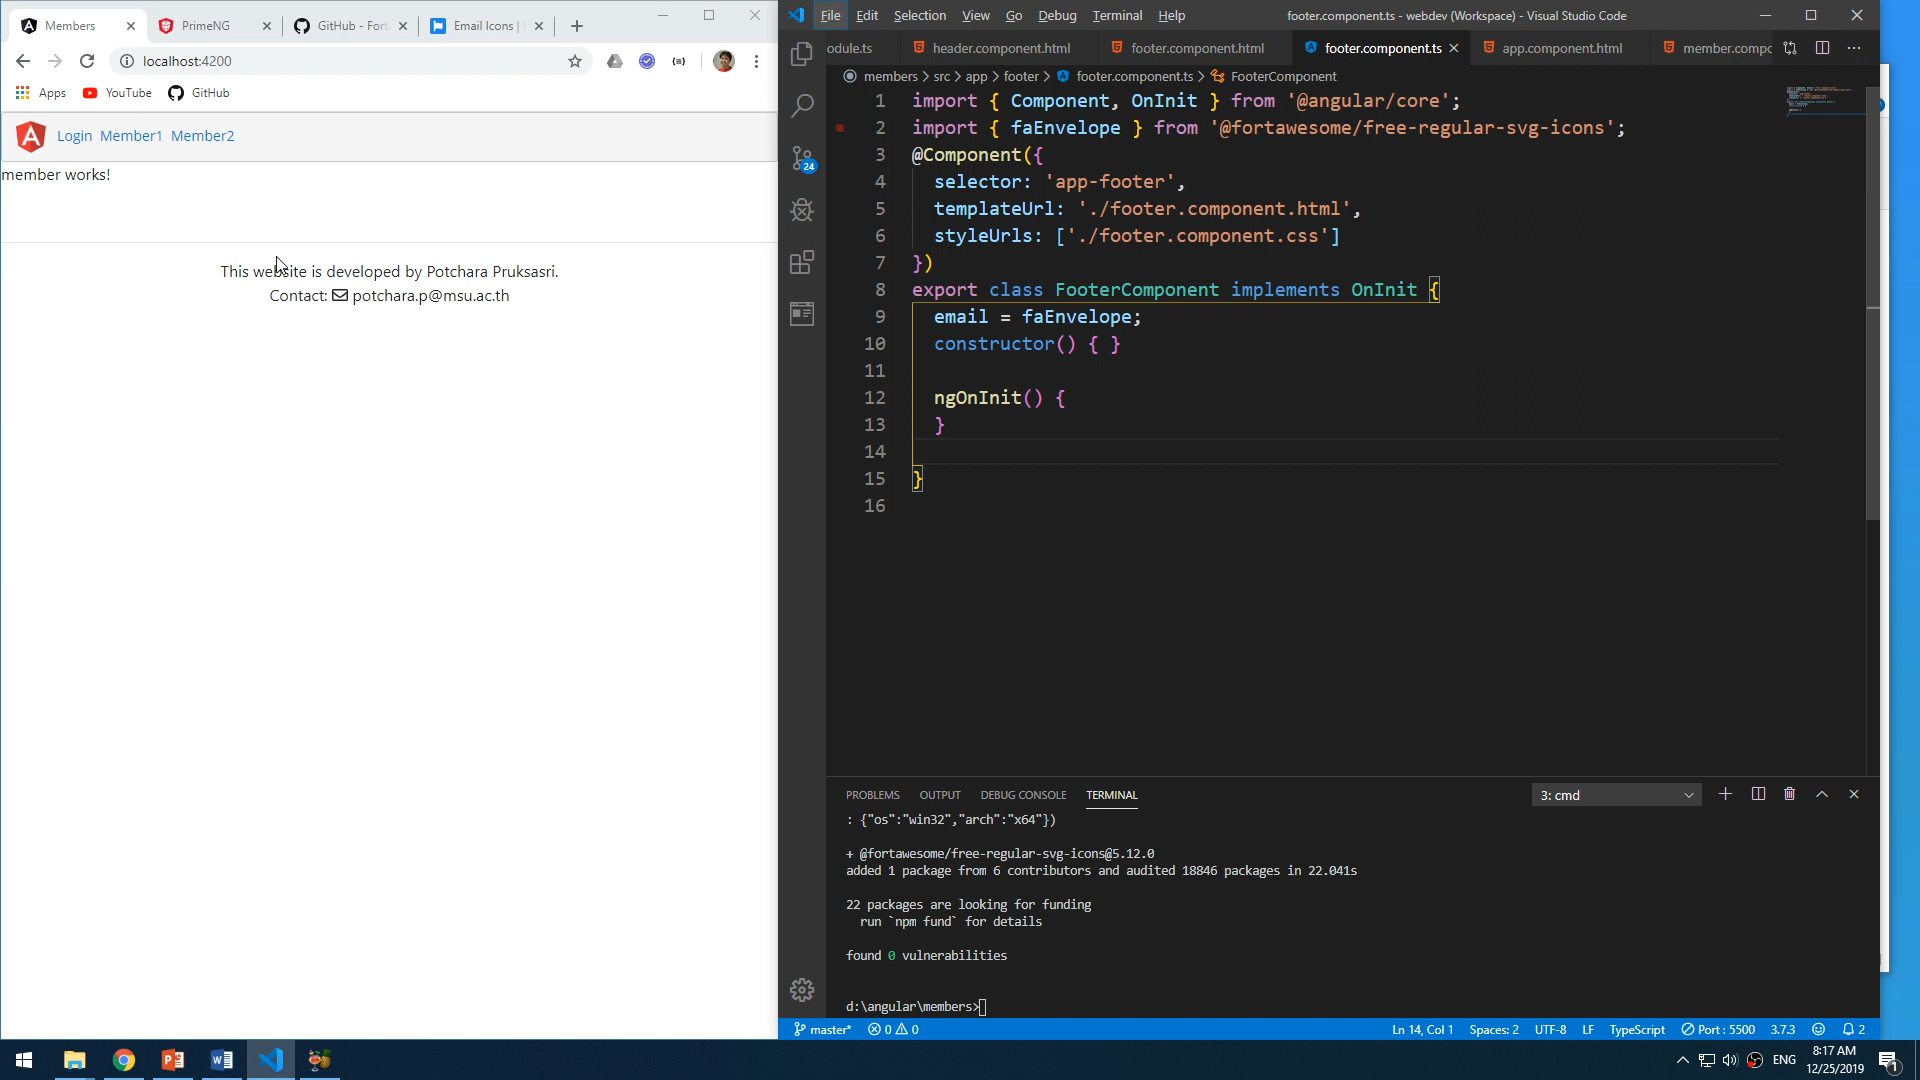 Members
PrimeNG
GitHub - Fort
Email Icons |
localhost:4200
Apps
YouTube
GitHub
Login Member1 Member2
member works!
This website is developed by Potchara Pruksasri.
Contact: potchara.p@msu.ac.th
File Edit Selection View Go Debug Terminal Help
footer.component.ts - webdev (Workspace) - Visual Studio Code
odule.ts
header.component.html
footer.component.html
footer.component.ts
app.component.html
member.compo
members > src > app > footer > footer.component.ts > FooterComponent
24
1 import { Component, OnInit } from '@angular/core';
2 import { faEnvelope } from '@fortawesome/free-regular-svg-icons';
3 @Component({
4 selector: 'app-footer',
5 templateUrl: './footer.component.html',
6 styleUrls: ['./footer.component.css']
7 })
8 export class FooterComponent implements OnInit {
9 email = faEnvelope;
10 constructor() { }
11
12 ngOnInit() {
13 }
14
15 }
16
PROBLEMS OUTPUT DEBUG CONSOLE TERMINAL
3: cmd
: {"os":"win32","arch":"x64"})
+ @fortawesome/free-regular-svg-icons@5.12.0
added 1 package from 6 contributors and audited 18846 packages in 22.041s
22 packages are looking for funding
run `npm fund` for details
found 0 vulnerabilities
d:\angular\members>
master* 0 0
Ln 14, Col 1 Spaces: 2 UTF-8 LF TypeScript Port : 5500 3.7.3 2
ENG
8:17 AM
12/25/2019
1